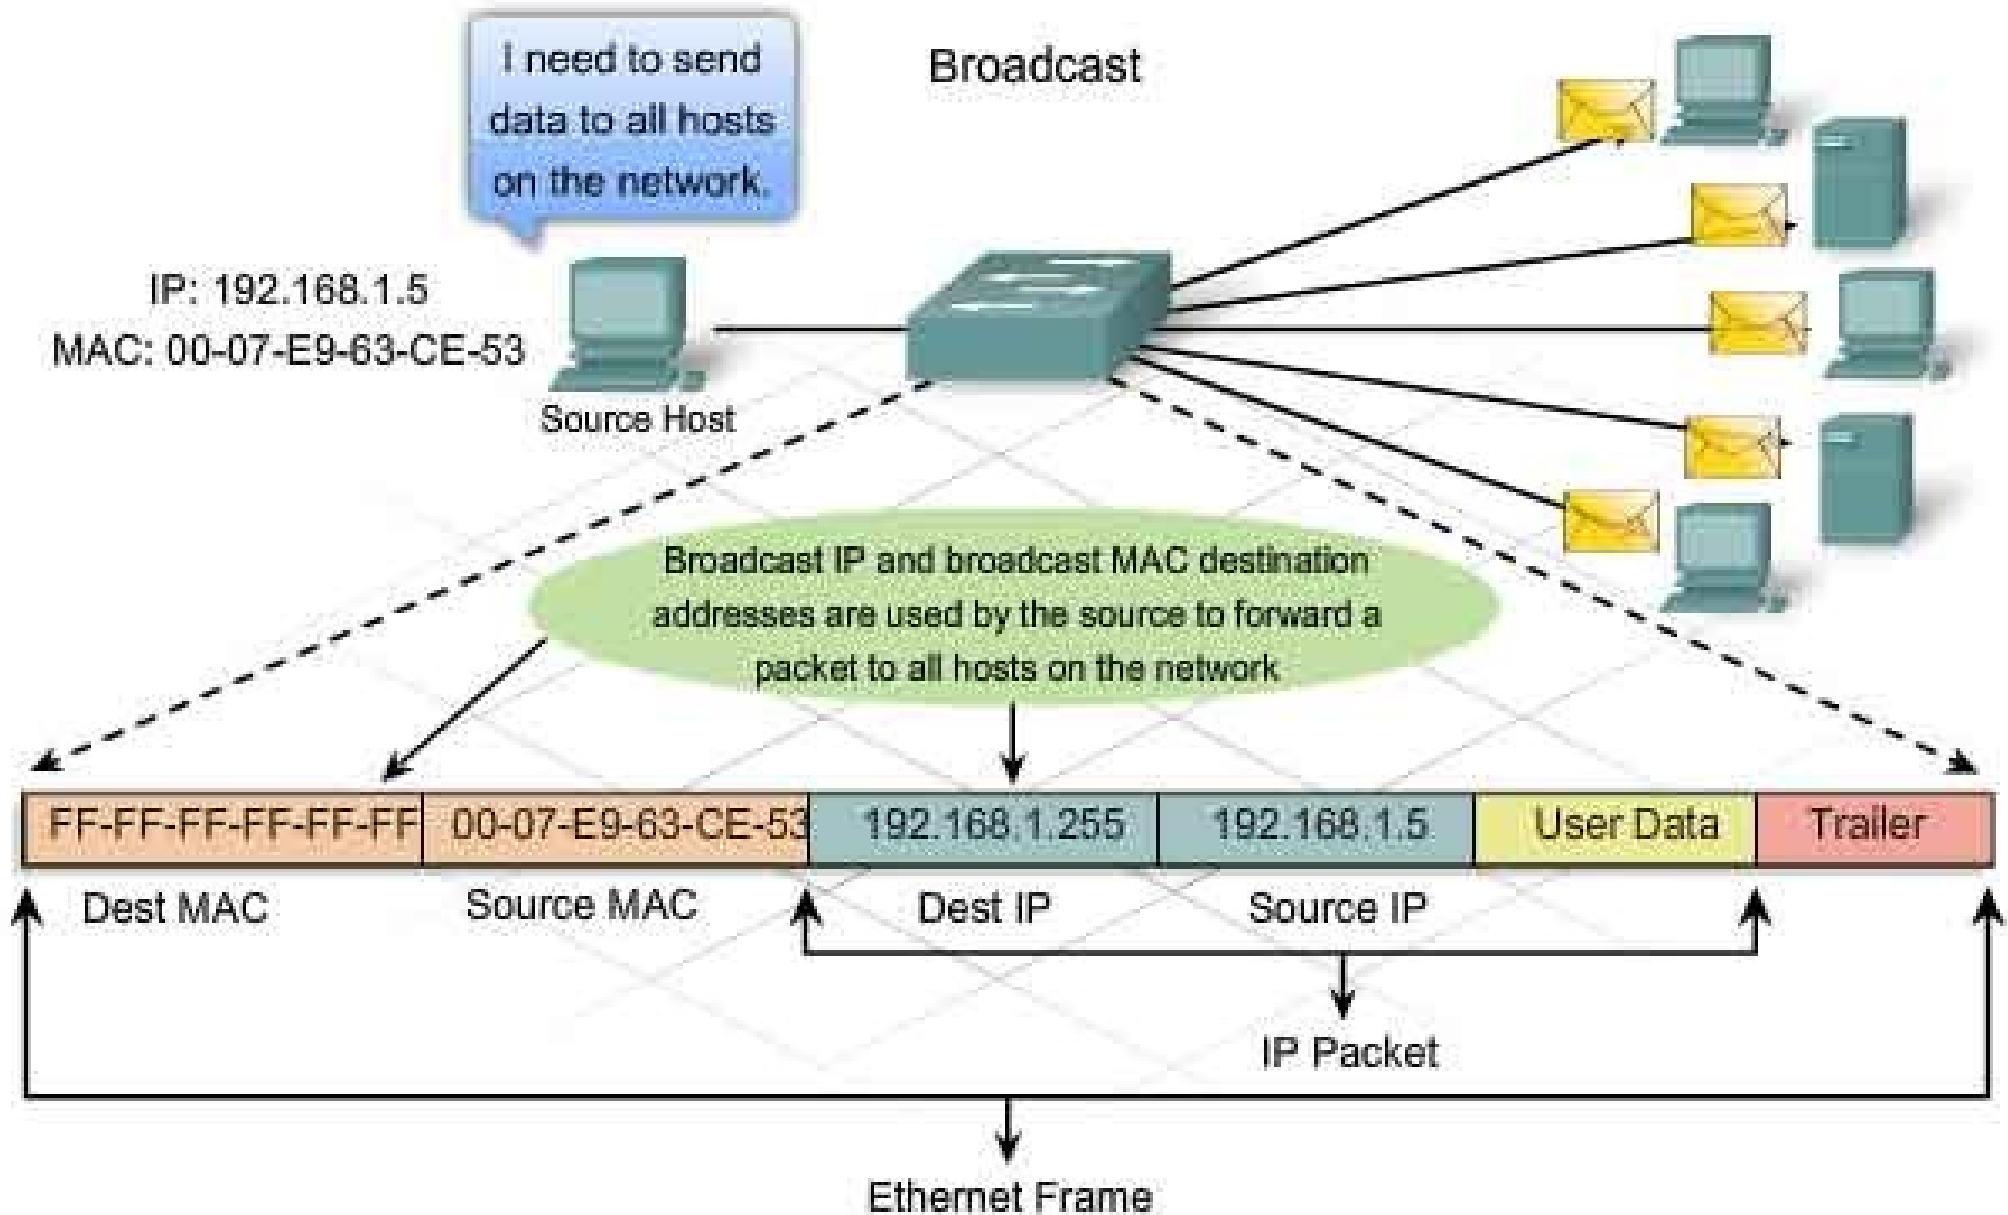 I need to send
data to all hosts
on the network.
Broadcast
IP: 192.168.1.5
MAC: 00-07-E9-63-CE-53
Source Host
Broadcast IP and broadcast MAC destination
addresses are used by the source to forward a
packet to all hosts on the network
FF-FF-FF-FF-FF-FF 00-07-E9-63-CE-53 192.168.1.255 192.168.1.5 User Data Trailer
Dest MAC Source MAC Dest IP Source IP
IP Packet
Ethernet Frame